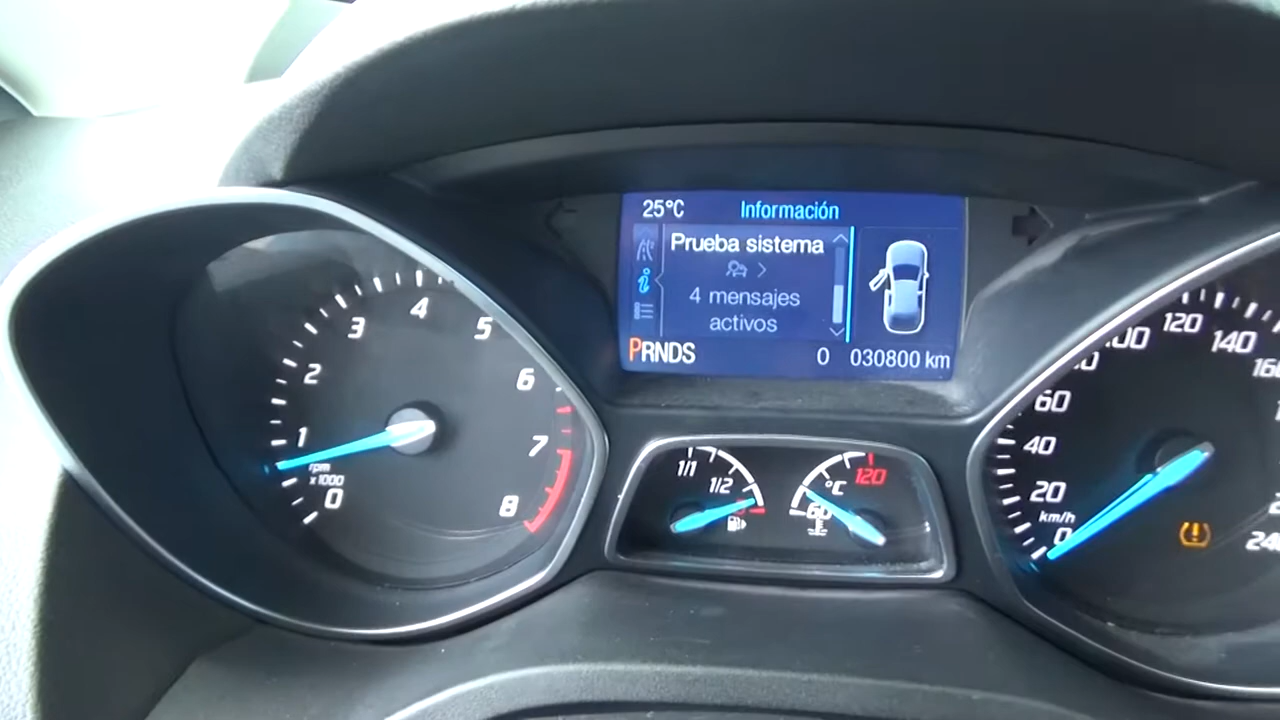 25°C Información
Prueba sistema
4 mensajes
activos
PRNDS 0 030800 km
0 1 2 3 4 5 6 7 8
rpm
x1000
1/1
1/2
°C
60
120
0 20 40 60
120 140
km/h